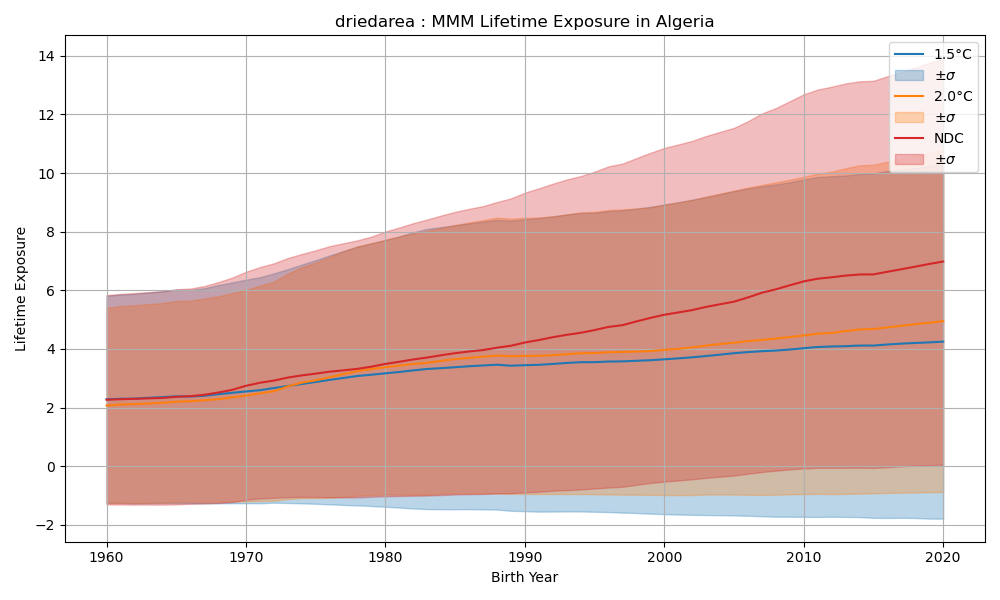 driedarea : MMM Lifetime Exposure in Algeria
14
12
10
8
6
4
2
0
−2
Lifetime Exposure
1960
1970
1980
1990
2000
2010
2020
Birth Year
1.5°C
±σ
2.0°C
±σ
NDC
±σ